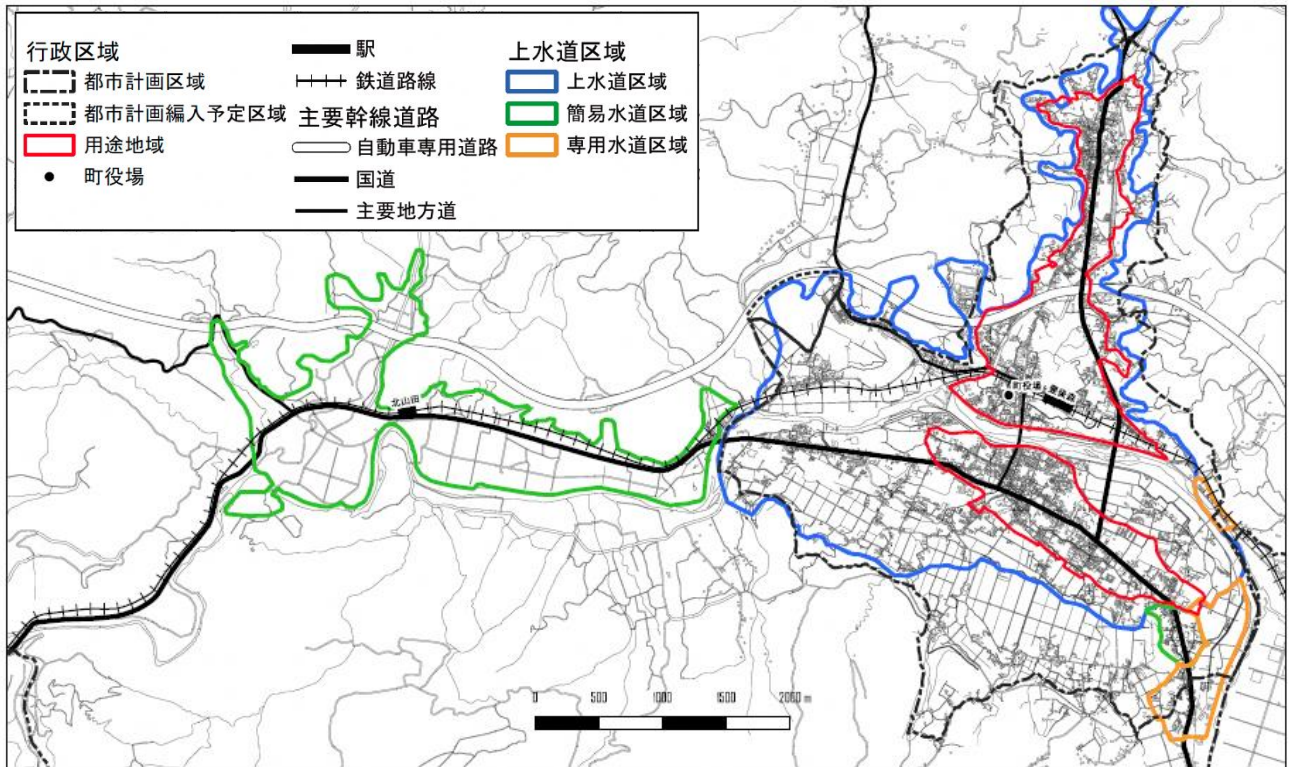 行政区域
都市計画区域
都市計画編入予定区域
用途地域
町役場
駅
鉄道路線
主要幹線道路
自動車専用道路
国道
主要地方道
上水道区域
上水道区域
簡易水道区域
専用水道区域
北山田
町役場
豊後森
0 500 1000 1500 2000 m